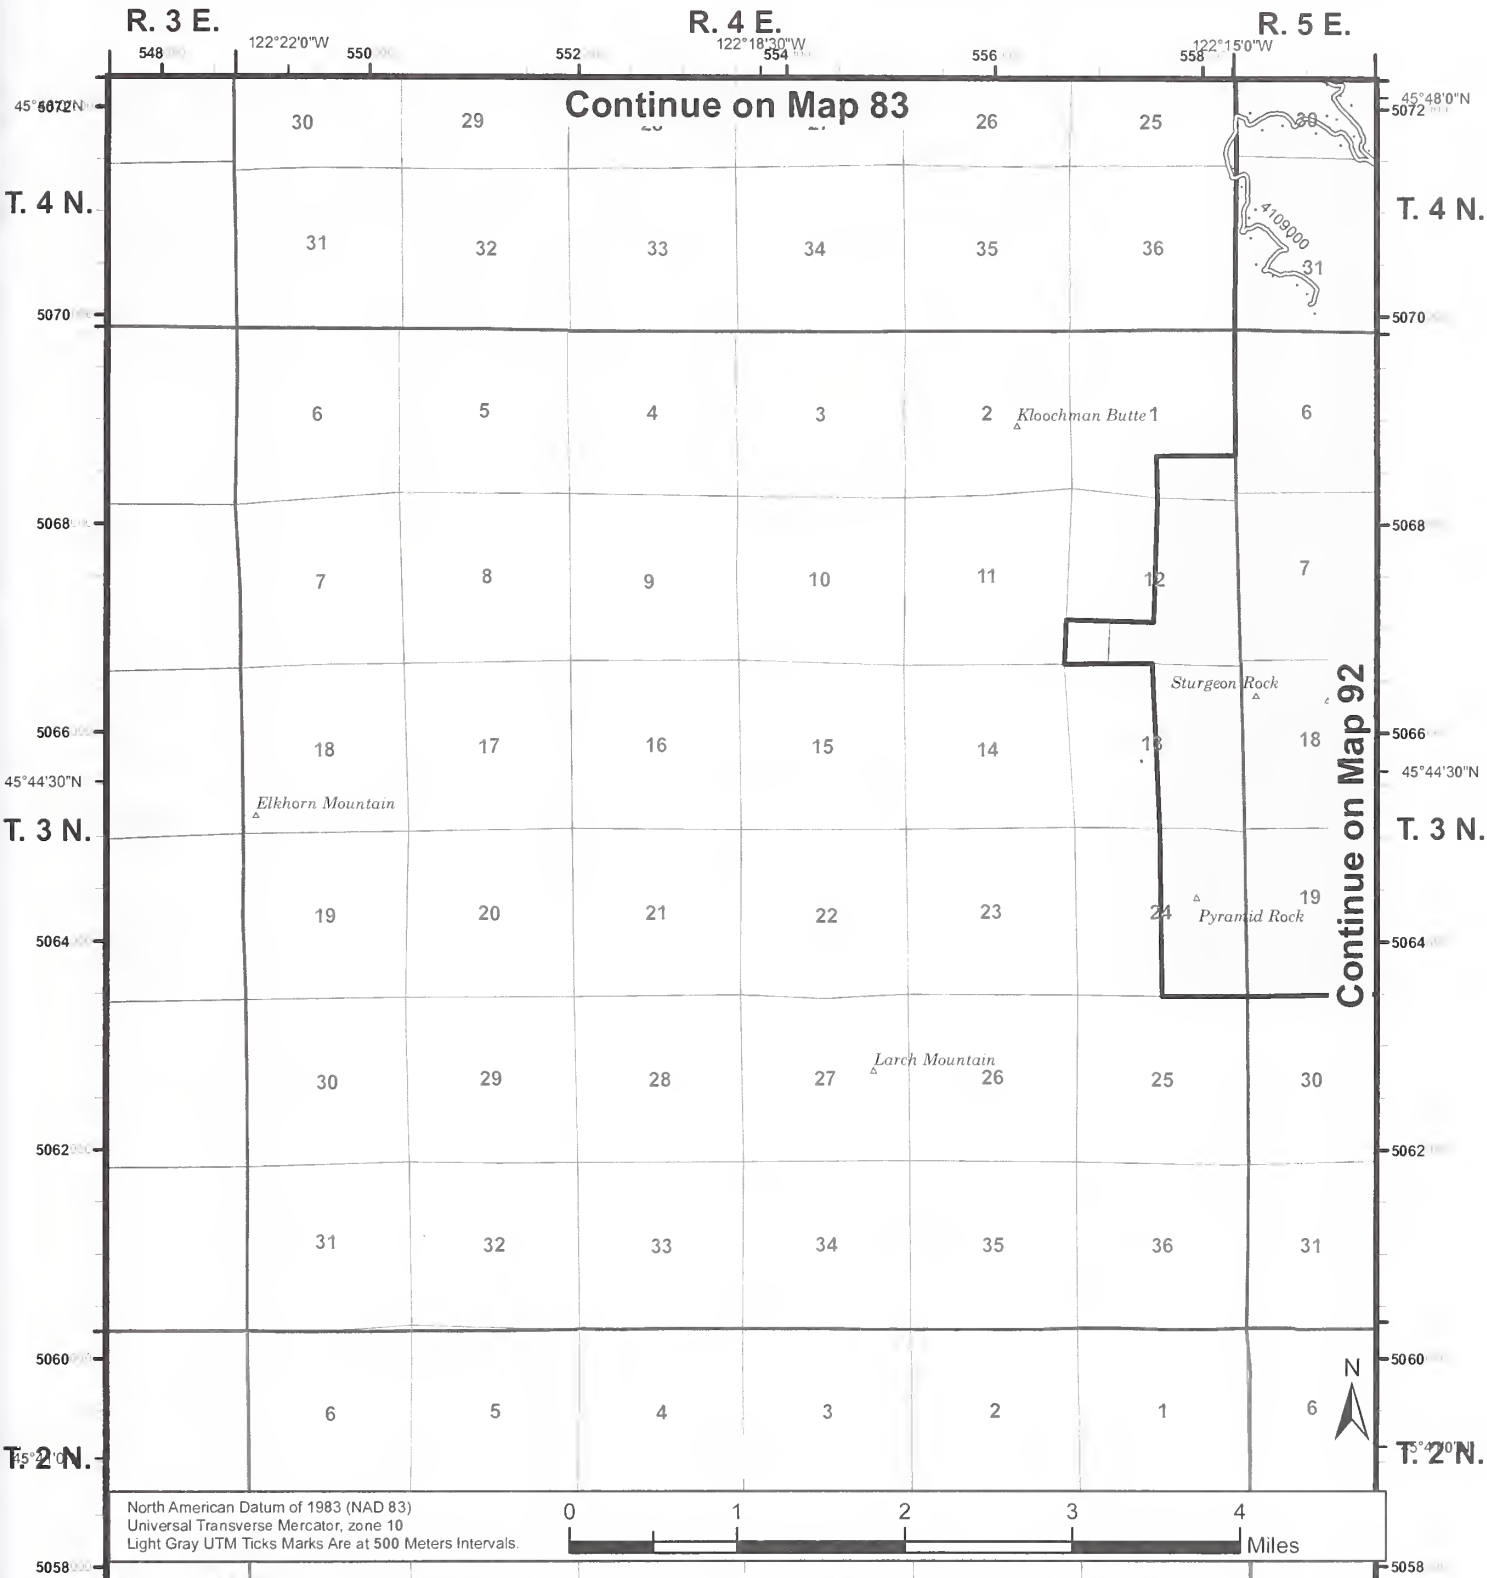 R. 3 E. R. 4 E. R. 5 E.
122°22'0"W 122°18'30"W 122°15'0"W
548 550 552 554 556 558
Continue on Map 83
5072 45°48'0"N
5072
30 29 26 25 30
T. 4 N. T. 4 N.
4109000
31 32 33 34 35 36 31
5070 5070
6 5 4 3 2 Kloochman Butte 1 6
5068 5068
7 8 9 10 11 12 7
Sturgeon Rock
5066 5066
18 17 16 15 14 13 18
45°44'30"N 45°44'30"N
Elkhorn Mountain
T. 3 N. T. 3 N.
Continue on Map 92
19 20 21 22 23 24 19
Pyramid Rock
5064 5064
Larch Mountain
30 29 28 27 26 25 30
5062 5062
31 32 33 34 35 36 31
5060 5060
N
6 5 4 3 2 1 6
T. 2 N. T. 2 N.
North American Datum of 1983 (NAD 83)
Universal Transverse Mercator, zone 10
Light Gray UTM Ticks Marks Are at 500 Meters Intervals.
0 1 2 3 4
Miles
5058 5058